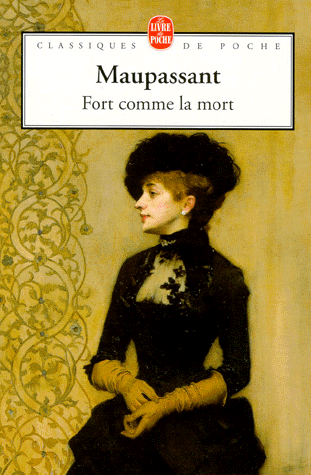 Le
LIVRE
de
POCHE
CLASSIQUES DE POCHE
Maupassant
Fort comme la mort